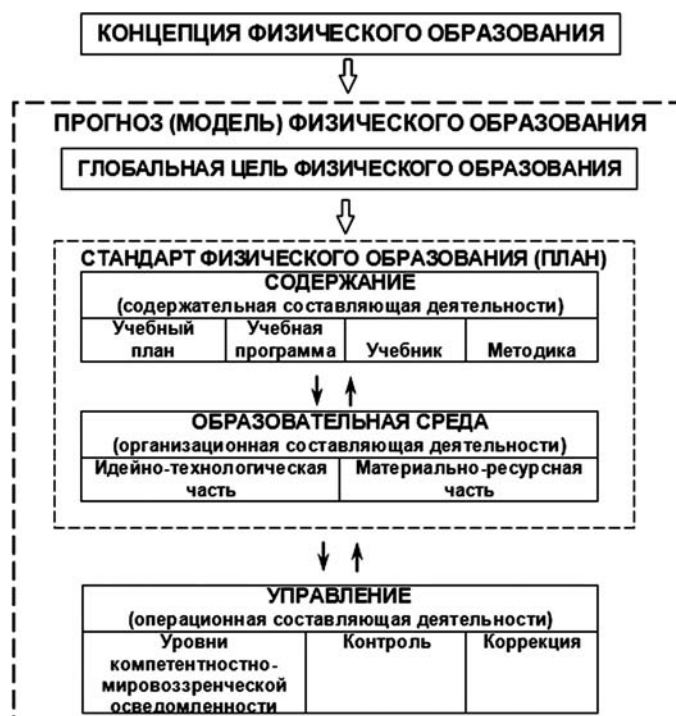 КОНЦЕПЦИЯ ФИЗИЧЕСКОГО ОБРАЗОВАНИЯ
ПРОГНОЗ (МОДЕЛЬ) ФИЗИЧЕСКОГО ОБРАЗОВАНИЯ
ГЛОБАЛЬНАЯ ЦЕЛЬ ФИЗИЧЕСКОГО ОБРАЗОВАНИЯ
СТАНДАРТ ФИЗИЧЕСКОГО ОБРАЗОВАНИЯ (ПЛАН)
СОДЕРЖАНИЕ
(содержательная составляющая деятельности)
Учебный
план
Учебная
программа
Учебник
Методика
ОБРАЗОВАТЕЛЬНАЯ СРЕДА
(организационная составляющая деятельности)
Идейно-технологическая
часть
Материально-ресурсная
часть
УПРАВЛЕНИЕ
(операционная составляющая деятельности)
Уровни
компетентностно-
мировоззренческой
осведомленности
Контроль
Коррекция